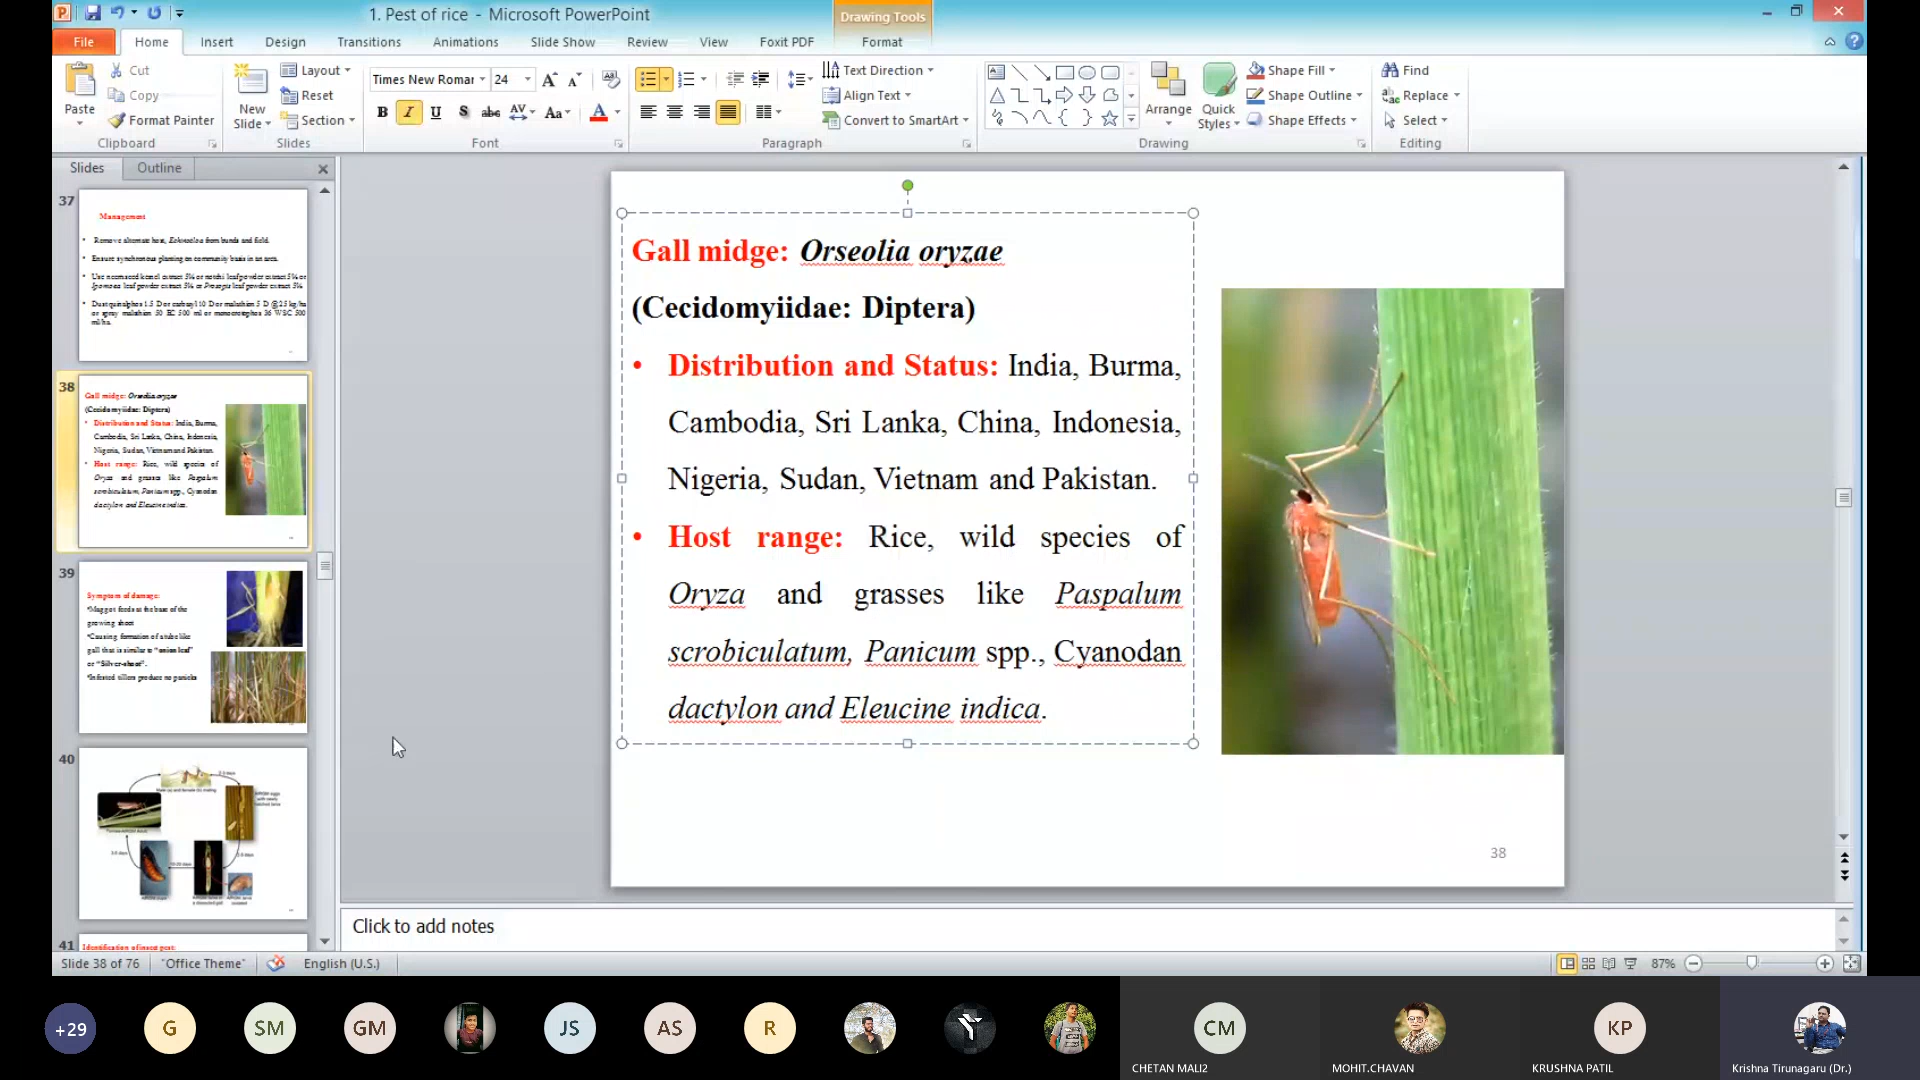 1. Pest of rice - Microsoft PowerPoint
Drawing Tools
File Home Insert Design Transitions Animations Slide Show Review View Foxit PDF Format
Paste
Cut
Copy
Format Painter
Clipboard
New Slide
Layout
Reset
Section
Slides
Times New Romar 24
B I U S abc AV Aa A
Font
Text Direction
Align Text
Convert to SmartArt
Paragraph
Arrange
Quick Styles
Shape Fill
Shape Outline
Shape Effects
Drawing
Find
Replace
Select
Editing
Slides Outline
37
Management
Ensure synchronous planting on community basis in an area.
38
Gall midge: Orseolia oryzae
(Cecidomyiidae: Diptera)
Distribution and Status: India, Burma,
Cambodia, Sri Lanka, China, Indonesia,
Nigeria, Sudan, Vietnam and Pakistan.
Host range: Rice, wild species of
Oryza and grasses like Paspalum
scrobiculatum, Panicum spp., Cyanodan
dactylon and Eleucine indica.
39
Symptom of damage:
•Maggot feeds at the base of the
growing shoot
•Causing formation of a tube like
gall that is similar to "onion leaf"
or "Silver-shoot".
•Infested tillers produce no panicle
40
41
Identification of insect pest:
Gall midge: Orseolia oryzae
(Cecidomyiidae: Diptera)
• Distribution and Status: India, Burma,
Cambodia, Sri Lanka, China, Indonesia,
Nigeria, Sudan, Vietnam and Pakistan.
• Host range: Rice, wild species of
Oryza and grasses like Paspalum
scrobiculatum, Panicum spp., Cyanodan
dactylon and Eleucine indica.
38
Click to add notes
Slide 38 of 76 "Office Theme" English (U.S.) 87%
+29 G SM GM JS AS R CM KP
CHETAN MALI2 MOHIT.CHAVAN KRUSHNA PATIL Krishna Tirunagaru (Dr.)